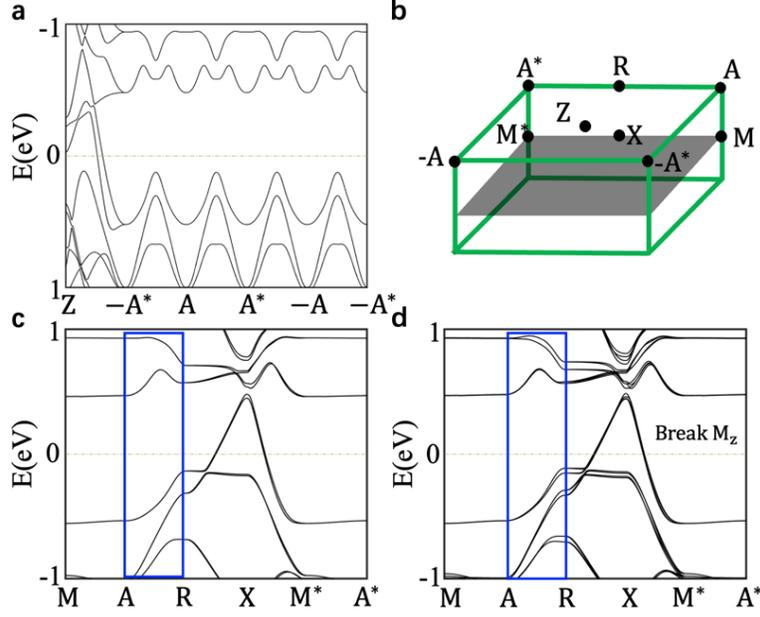 a
b
-1
E(eV)
0
1
Z −A* A A* −A −A*
A* R A
Z
M* X M
-A -A*
c
d
1
E(eV)
0
-1
M A R X M* A*
1
E(eV)
0
Break Mz
-1
M A R X M* A*